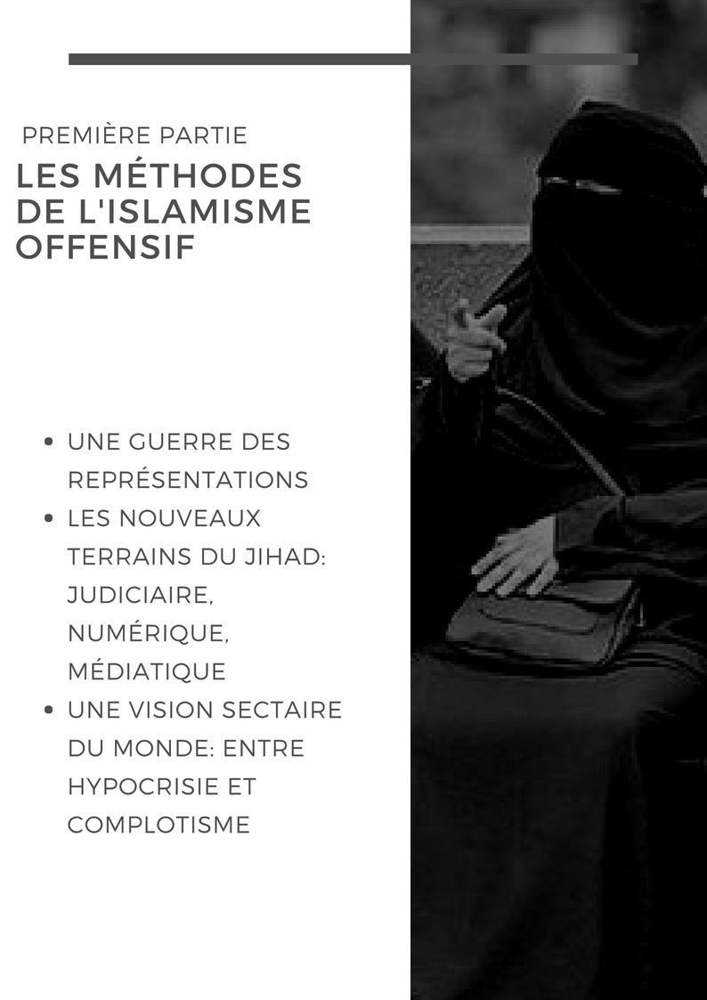 PREMIÈRE PARTIE
LES MÉTHODES
DE L'ISLAMISME
OFFENSIF
• UNE GUERRE DES
REPRÉSENTATIONS
• LES NOUVEAUX
TERRAINS DU JIHAD:
JUDICIAIRE,
NUMÉRIQUE,
MÉDIATIQUE
• UNE VISION SECTAIRE
DU MONDE: ENTRE
HYPOCRISIE ET
COMPLOTISME